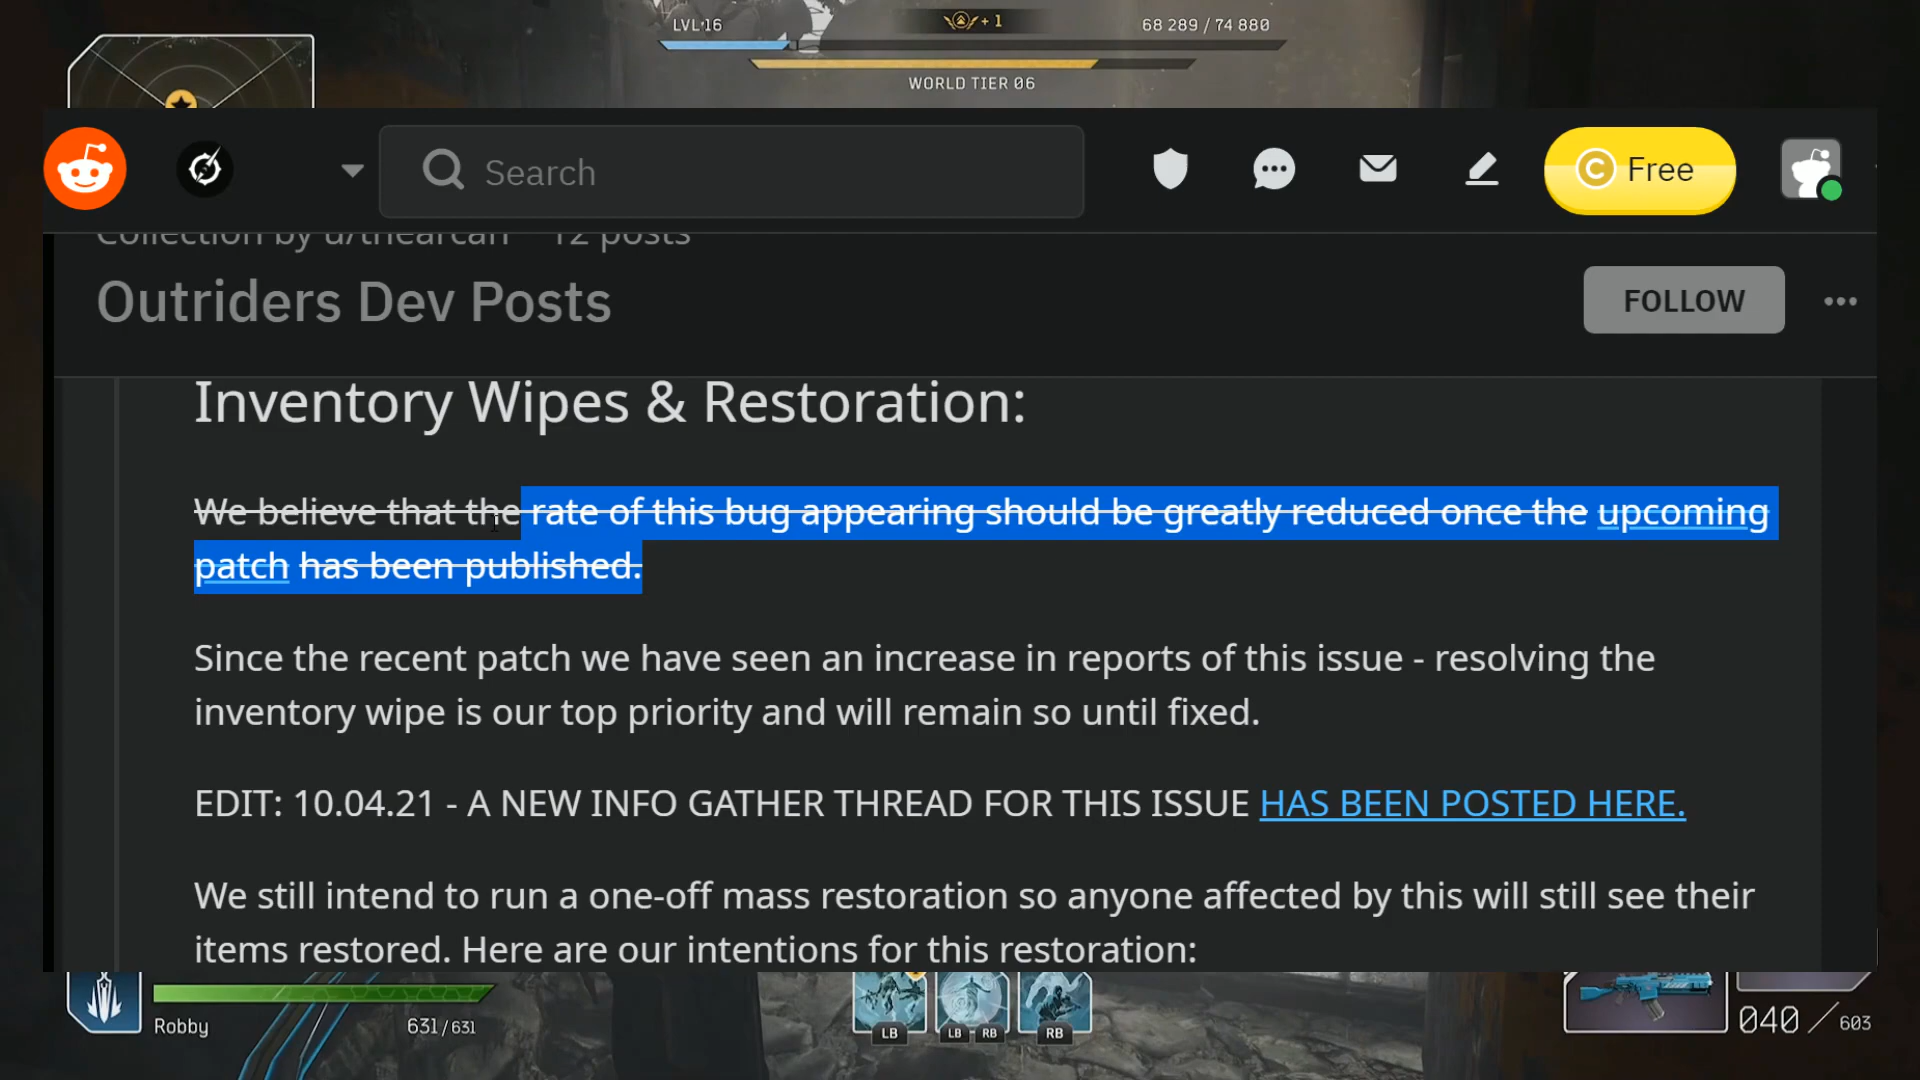 LVL 16
+ 1
68 289 / 74 880
WORLD TIER 06
Search
Free
Collection by u/thearcan 12 posts
Outriders Dev Posts
FOLLOW
Inventory Wipes & Restoration:
We believe that the rate of this bug appearing should be greatly reduced once the upcoming
patch has been published.
Since the recent patch we have seen an increase in reports of this issue - resolving the
inventory wipe is our top priority and will remain so until fixed.
EDIT: 10.04.21 - A NEW INFO GATHER THREAD FOR THIS ISSUE HAS BEEN POSTED HERE.
We still intend to run a one-off mass restoration so anyone affected by this will still see their
items restored. Here are our intentions for this restoration:
Robby
631/631
LB
LB RB
RB
040 / 603